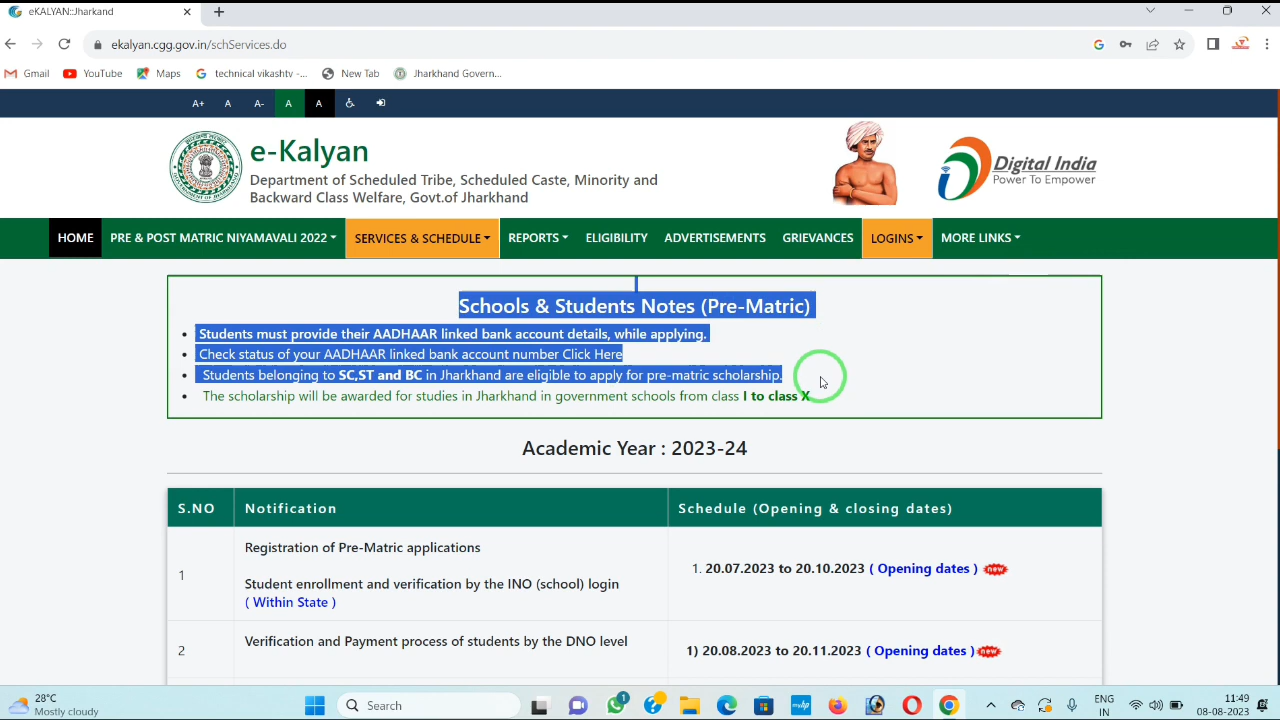 eKALYAN::Jharkand
ekalyan.cgg.gov.in/schServices.do
Gmail YouTube Maps technical vikashtv -... New Tab Jharkhand Govern...
A+ A A- A A
e-Kalyan
Department of Scheduled Tribe, Scheduled Caste, Minority and
Backward Class Welfare, Govt.of Jharkhand
Digital India
Power To Empower
HOME PRE & POST MATRIC NIYAMAVALI 2022 SERVICES & SCHEDULE REPORTS ELIGIBILITY ADVERTISEMENTS GRIEVANCES LOGINS MORE LINKS
Schools & Students Notes (Pre-Matric)
• Students must provide their AADHAAR linked bank account details, while applying.
• Check status of your AADHAAR linked bank account number Click Here
• Students belonging to SC,ST and BC in Jharkhand are eligible to apply for pre-matric scholarship.
• The scholarship will be awarded for studies in Jharkhand in government schools from class I to class X
Academic Year : 2023-24
S.NO Notification Schedule (Opening & closing dates)
Registration of Pre-Matric applications
1 1. 20.07.2023 to 20.10.2023 ( Opening dates ) new
Student enrollment and verification by the INO (school) login
( Within State )
2 Verification and Payment process of students by the DNO level 1) 20.08.2023 to 20.11.2023 ( Opening dates ) new
28°C
Mostly cloudy
Search
1
ENG
IN
11:49
08-08-2023